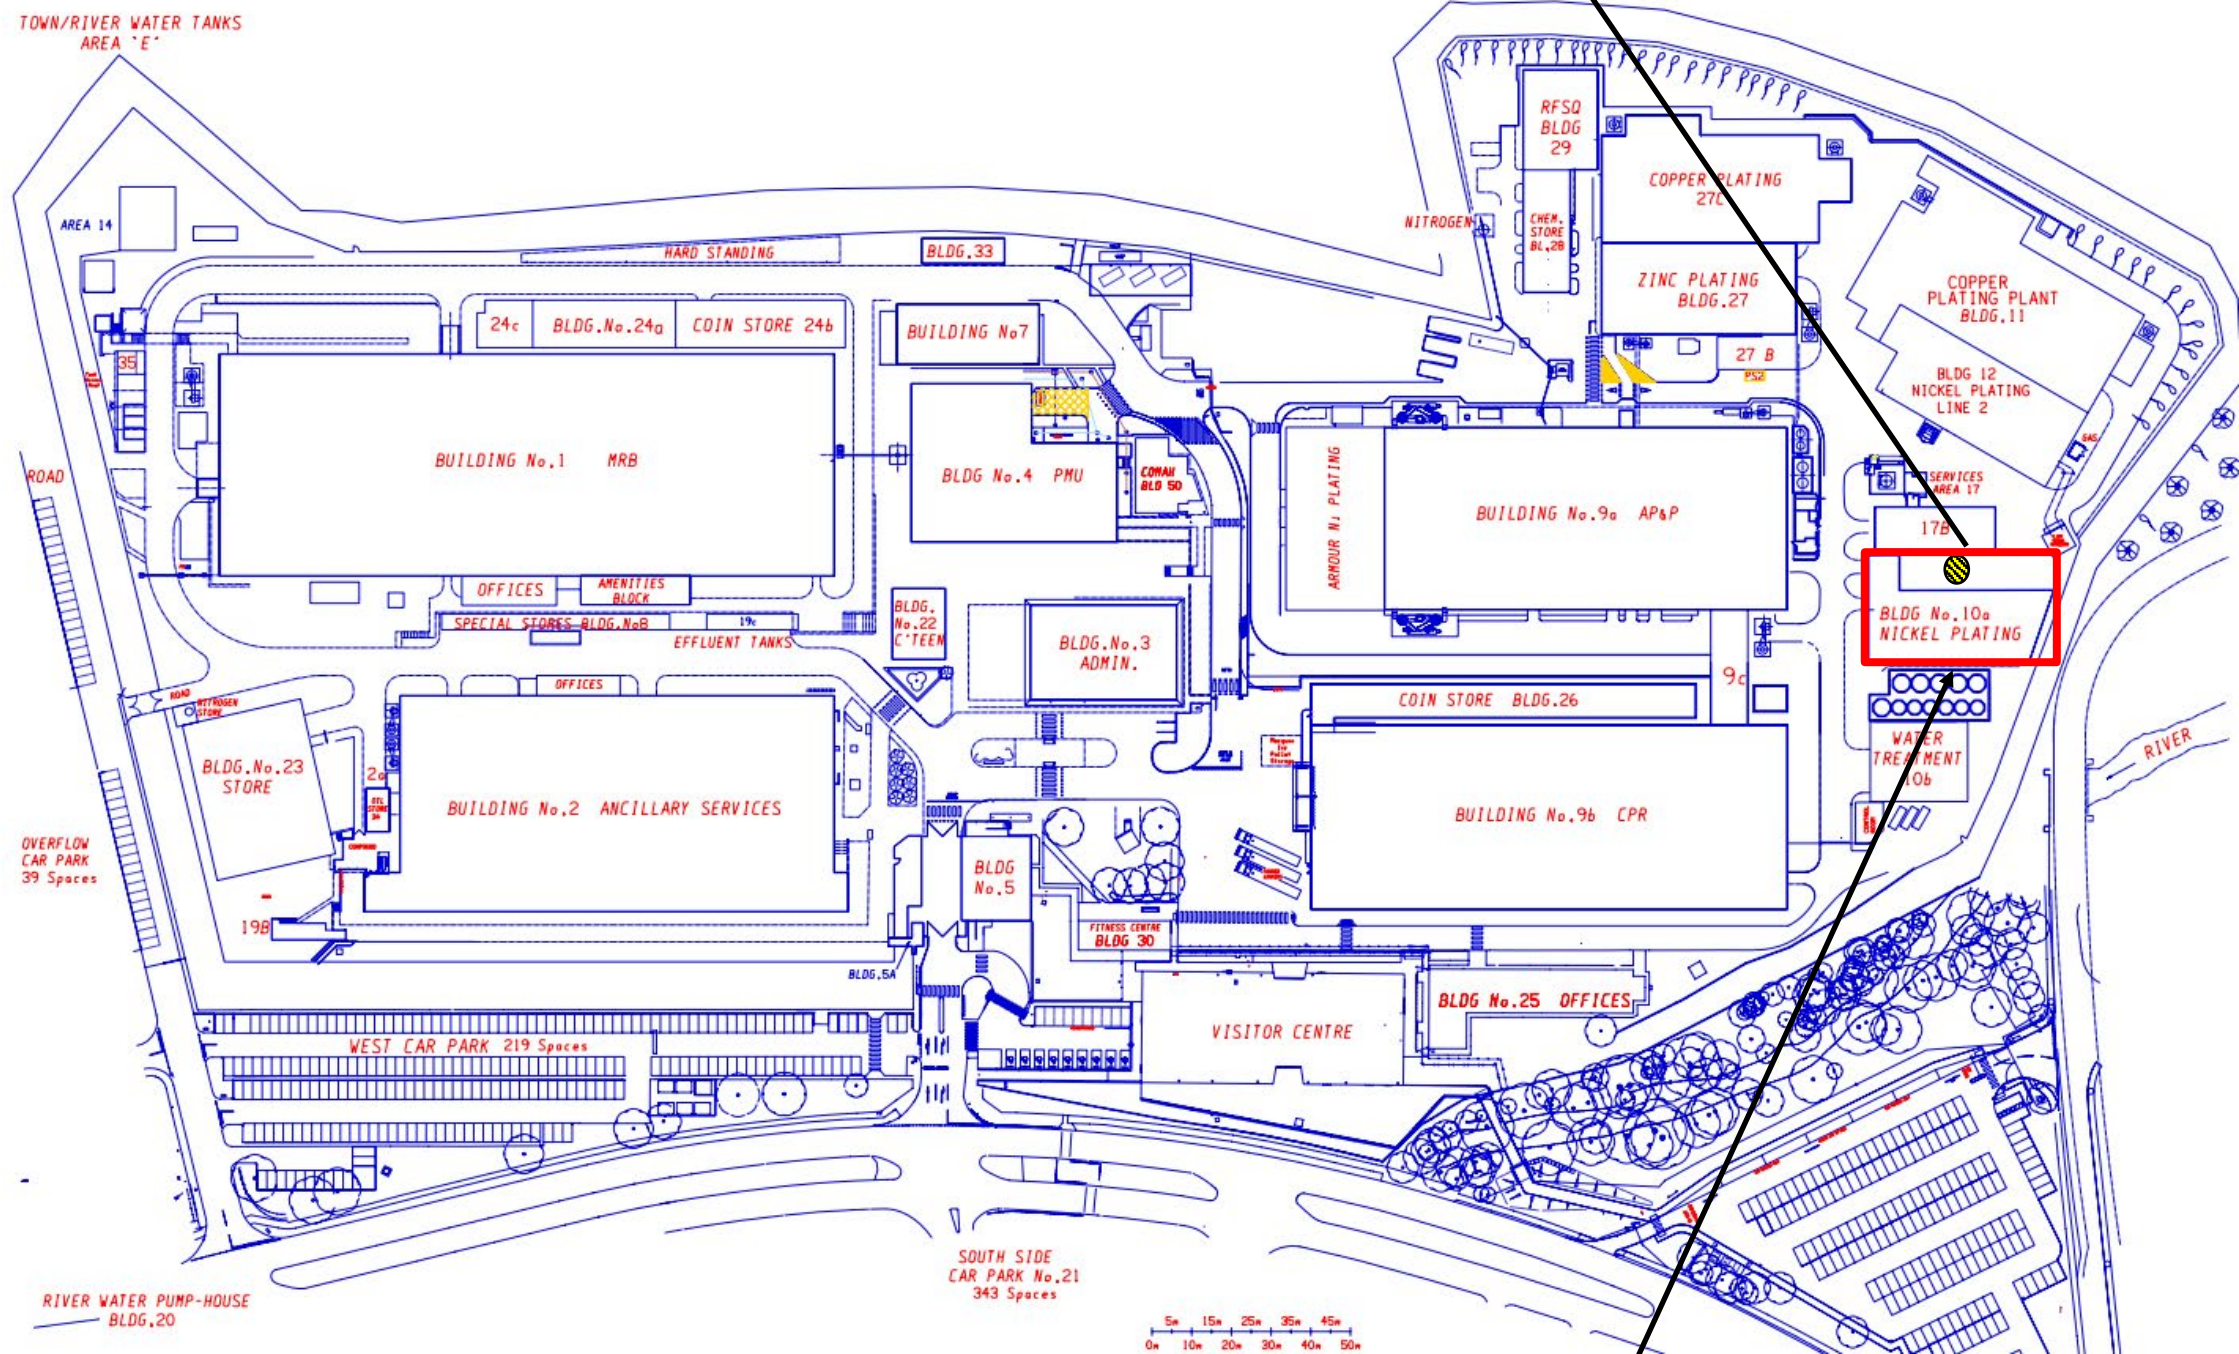 TOWN/RIVER WATER TANKS
AREA 'E'
AREA 14
HARD STANDING
BLDG.33
24c
BLDG.No.24a
COIN STORE 24b
BUILDING No7
35
BUILDING No.1 MRB
BLDG No.4 PMU
COMAH
BLD 50
ROAD
OFFICES
AMENITIES
BLOCK
SPECIAL STORES BLDG.No8
19c
EFFLUENT TANKS
BLDG.
No.22
C'TEEN
BLDG.No.3
ADMIN.
RFSQ
BLDG
29
CHEM.
STORE
BL.28
NITROGEN
COPPER PLATING
27C
ZINC PLATING
BLDG.27
27 B
PS2
COPPER
PLATING PLANT
BLDG.11
BLDG 12
NICKEL PLATING
LINE 2
GAS
SERVICES
AREA 17
17B
ARMOUR Ni PLATING
BUILDING No.9a AP&P
BLDG No.10a
NICKEL PLATING
9c
COIN STORE BLDG.26
WATER
TREATMENT
10b
CONTROL
ROOM
RIVER
BUILDING No.9b CPR
ROAD
NITROGEN
STORE
BLDG.No.23
STORE
2a
OIL
STORE
COMPOUND
OFFICES
BUILDING No.2 ANCILLARY SERVICES
OVERFLOW
CAR PARK
39 Spaces
19B
BLDG.5A
BLDG
No.5
FITNESS CENTRE
BLDG 30
BLDG No.25 OFFICES
VISITOR CENTRE
WEST CAR PARK 219 Spaces
SOUTH SIDE
CAR PARK No.21
343 Spaces
RIVER WATER PUMP-HOUSE
BLDG.20
5m 15m 25m 35m 45m
0m 10m 20m 30m 40m 50m